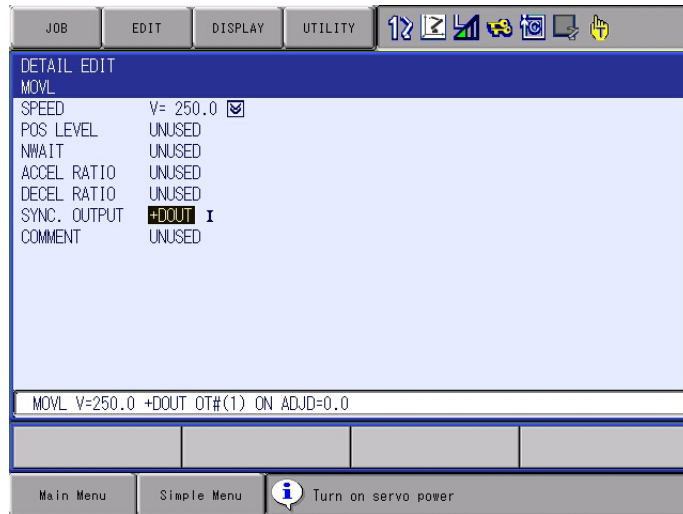 JOB EDIT DISPLAY UTILITY
DETAIL EDIT
MOVL
SPEED V= 250.0
POS LEVEL UNUSED
NWAIT UNUSED
ACCEL RATIO UNUSED
DECEL RATIO UNUSED
SYNC. OUTPUT +DOUT
COMMENT UNUSED
MOVL V=250.0 +DOUT OT#(1) ON ADJD=0.0
Main Menu Simple Menu Turn on servo power